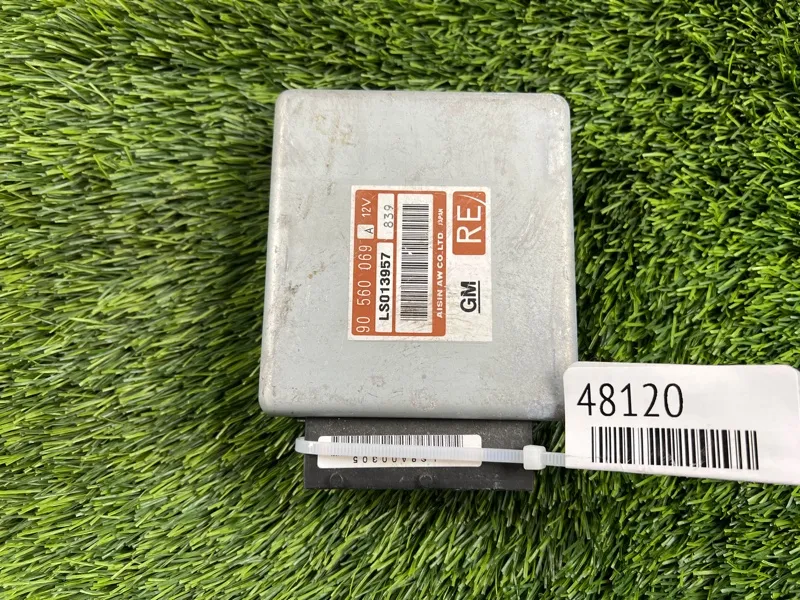 90 560 069 A 12V
LS013957 839
AISIN AW CO.,LTD JAPAN
GM RE
48120